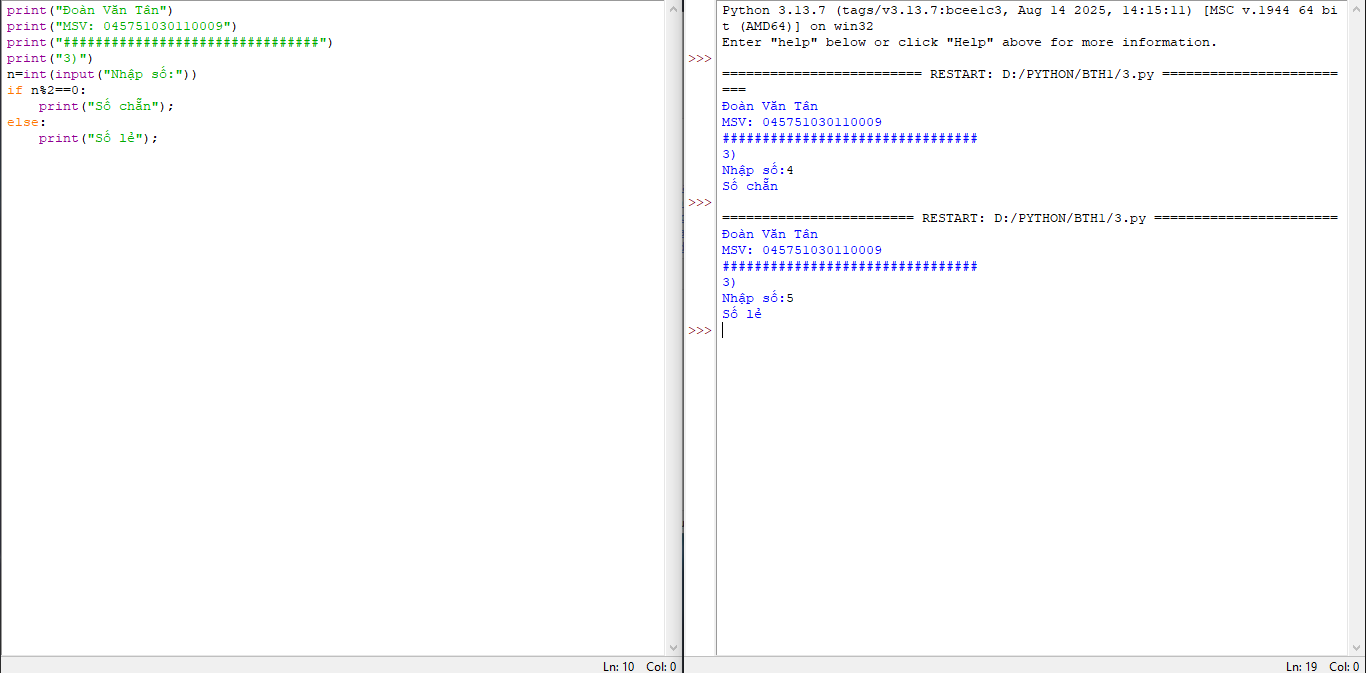 print("Đoàn Văn Tân")
print("MSV: 045751030110009")
print("################################")
print("3)")
n=int(input("Nhập số:"))
if n%2==0:
    print("Số chẵn");
else:
    print("Số lẻ");
Ln: 10 Col: 0
Python 3.13.7 (tags/v3.13.7:bcee1c3, Aug 14 2025, 14:15:11) [MSC v.1944 64 bi
t (AMD64)] on win32
Enter "help" below or click "Help" above for more information.
>>>
========================= RESTART: D:/PYTHON/BTH1/3.py ======================
===
Đoàn Văn Tân
MSV: 045751030110009
################################
3)
Nhập số:4
Số chẵn
>>>
======================== RESTART: D:/PYTHON/BTH1/3.py =======================
Đoàn Văn Tân
MSV: 045751030110009
################################
3)
Nhập số:5
Số lẻ
>>>
Ln: 19 Col: 0